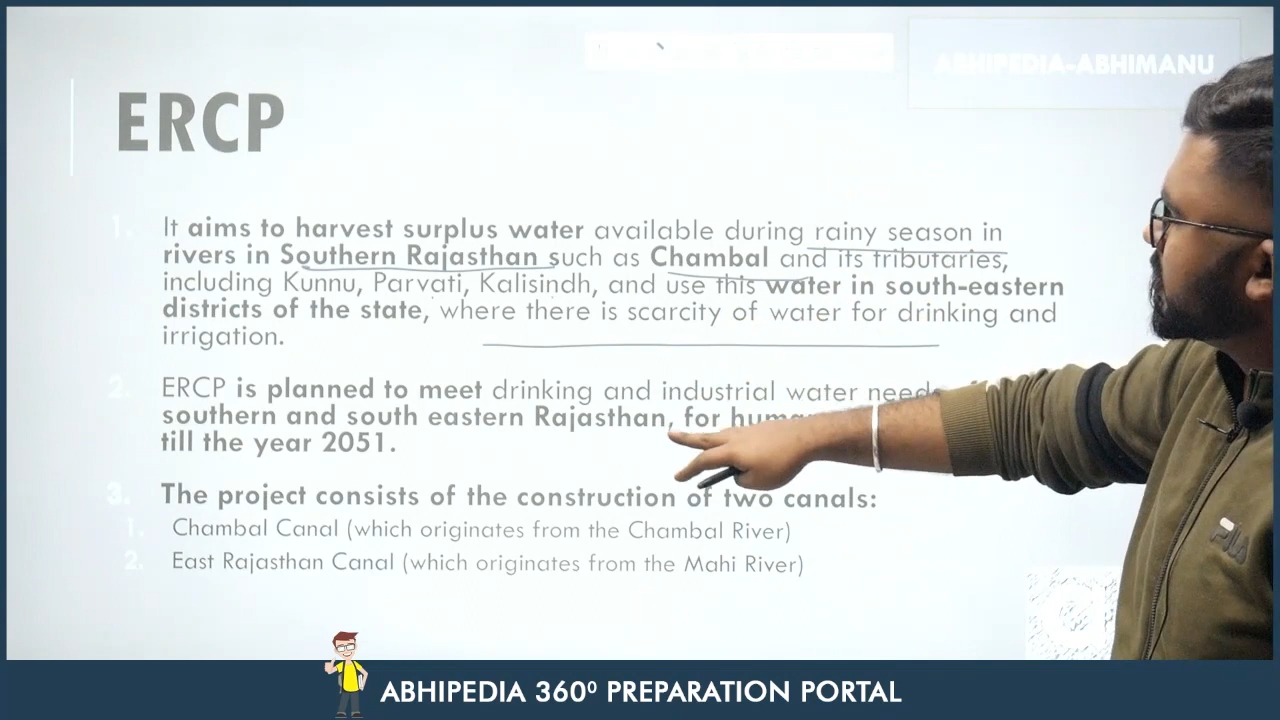 ABHIPEDIA-ABHIMANU
ERCP
1. It aims to harvest surplus water available during rainy season in
rivers in Southern Rajasthan such as Chambal and its tributaries,
including Kunnu, Parvati, Kalisindh, and use this water in south-eastern
districts of the state, where there is scarcity of water for drinking and
irrigation.
2. ERCP is planned to meet drinking and industrial water needs
southern and south eastern Rajasthan, for
till the year 2051.
3. The project consists of the construction of two canals:
1. Chambal Canal (which originates from the Chambal River)
2. East Rajasthan Canal (which originates from the Mahi River)
FILA
ABHIPEDIA 360⁰ PREPARATION PORTAL